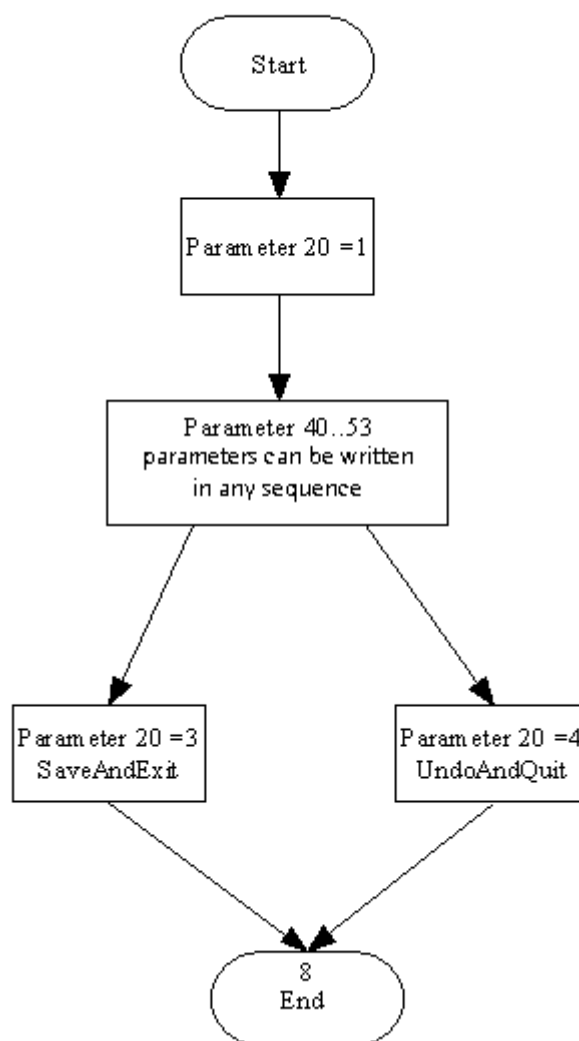 Start
Parameter 20 =1
Parameter 40..53
parameters can be written
in any sequence
Parameter 20 =3
SaveAndExit
Parameter 20 =4
UndoAndQuit
8
End